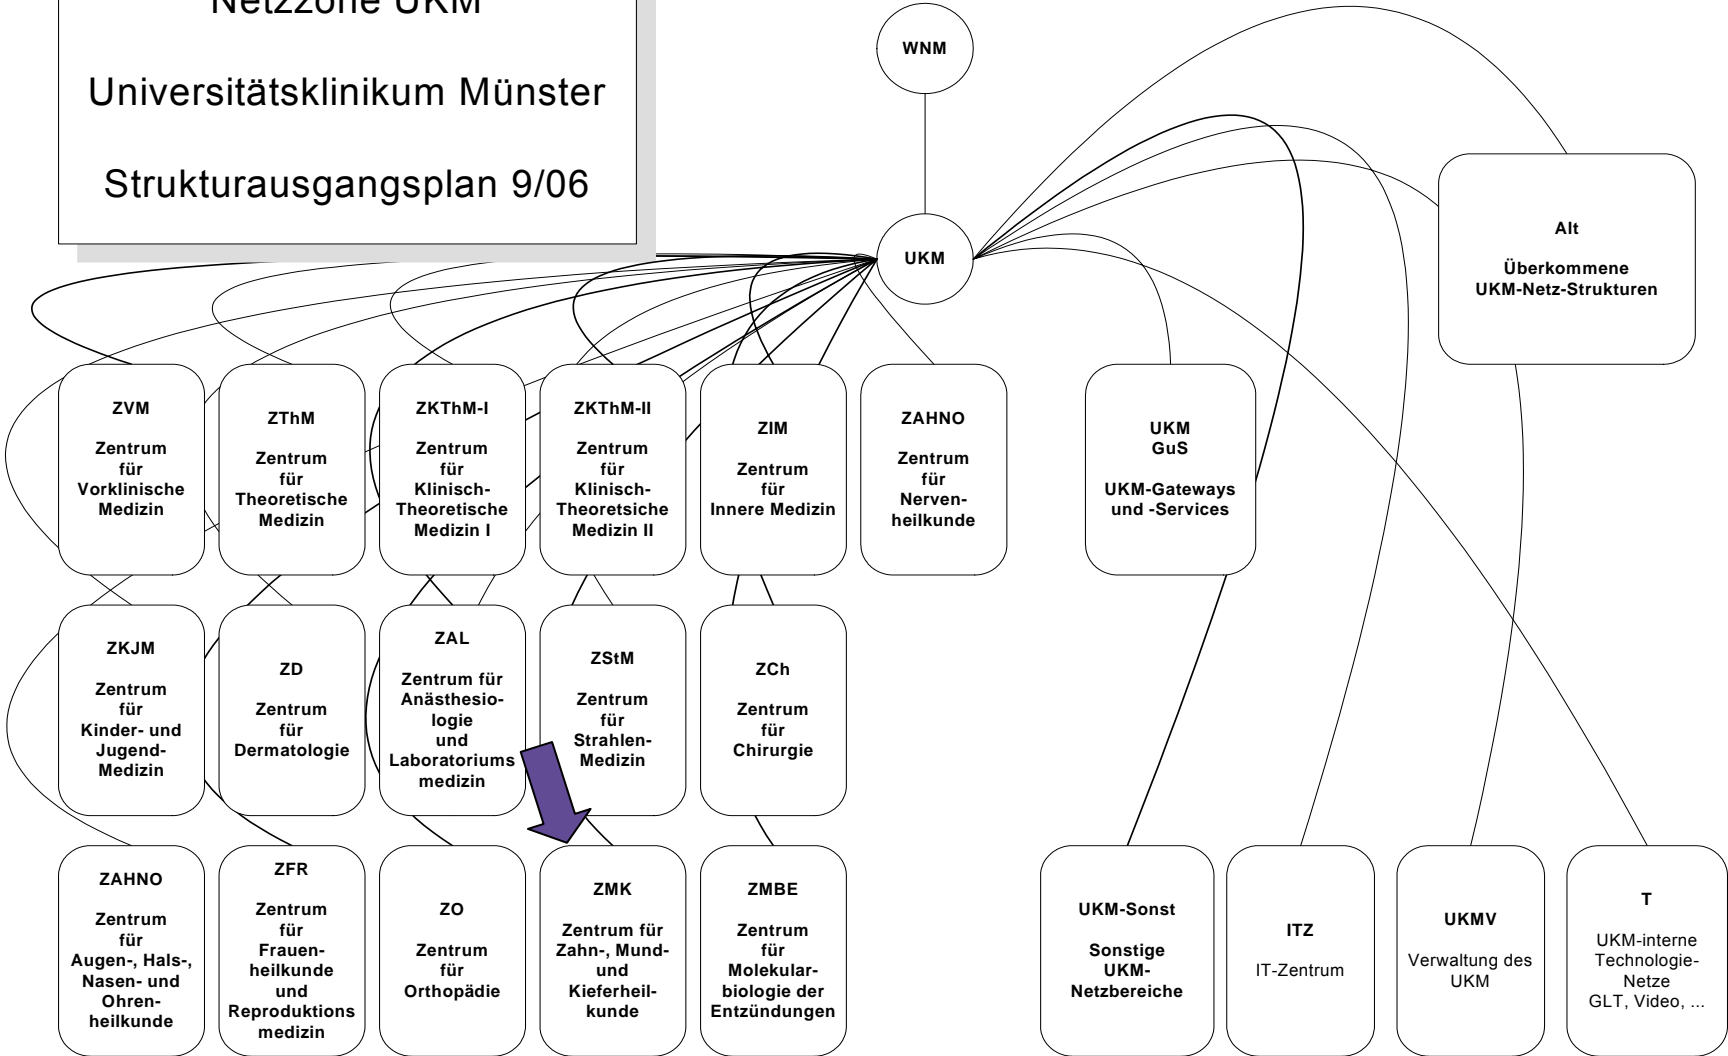 Netzzone UKM
Universitätsklinikum Münster
Strukturausgangsplan 9/06
WNM
UKM
Alt
Überkommene
UKM-Netz-Strukturen
ZVM
Zentrum
für
Vorklinische
Medizin
ZThM
Zentrum
für
Theoretische
Medizin
ZKThM-I
Zentrum
für
Klinisch-
Theoretische
Medizin I
ZKThM-II
Zentrum
für
Klinisch-
Theoretsiche
Medizin II
ZIM
Zentrum
für
Innere Medizin
ZAHNO
Zentrum
für
Nerven-
heilkunde
UKM
GuS
UKM-Gateways
und -Services
ZKJM
Zentrum
für
Kinder- und
Jugend-
Medizin
ZD
Zentrum
für
Dermatologie
ZAL
Zentrum für
Anästhesio-
logie
und
Laboratoriums
medizin
ZStM
Zentrum
für
Strahlen-
Medizin
ZCh
Zentrum
für
Chirurgie
ZAHNO
Zentrum
für
Augen-, Hals-,
Nasen- und
Ohren-
heilkunde
ZFR
Zentrum
für
Frauen-
heilkunde
und
Reproduktions
medizin
ZO
Zentrum
für
Orthopädie
ZMK
Zentrum für
Zahn-, Mund-
und
Kieferheil-
kunde
ZMBE
Zentrum
für
Molekular-
biologie der
Entzündungen
UKM-Sonst
Sonstige
UKM-
Netzbereiche
ITZ
IT-Zentrum
UKMV
Verwaltung des
UKM
T
UKM-interne
Technologie-
Netze
GLT, Video, ...